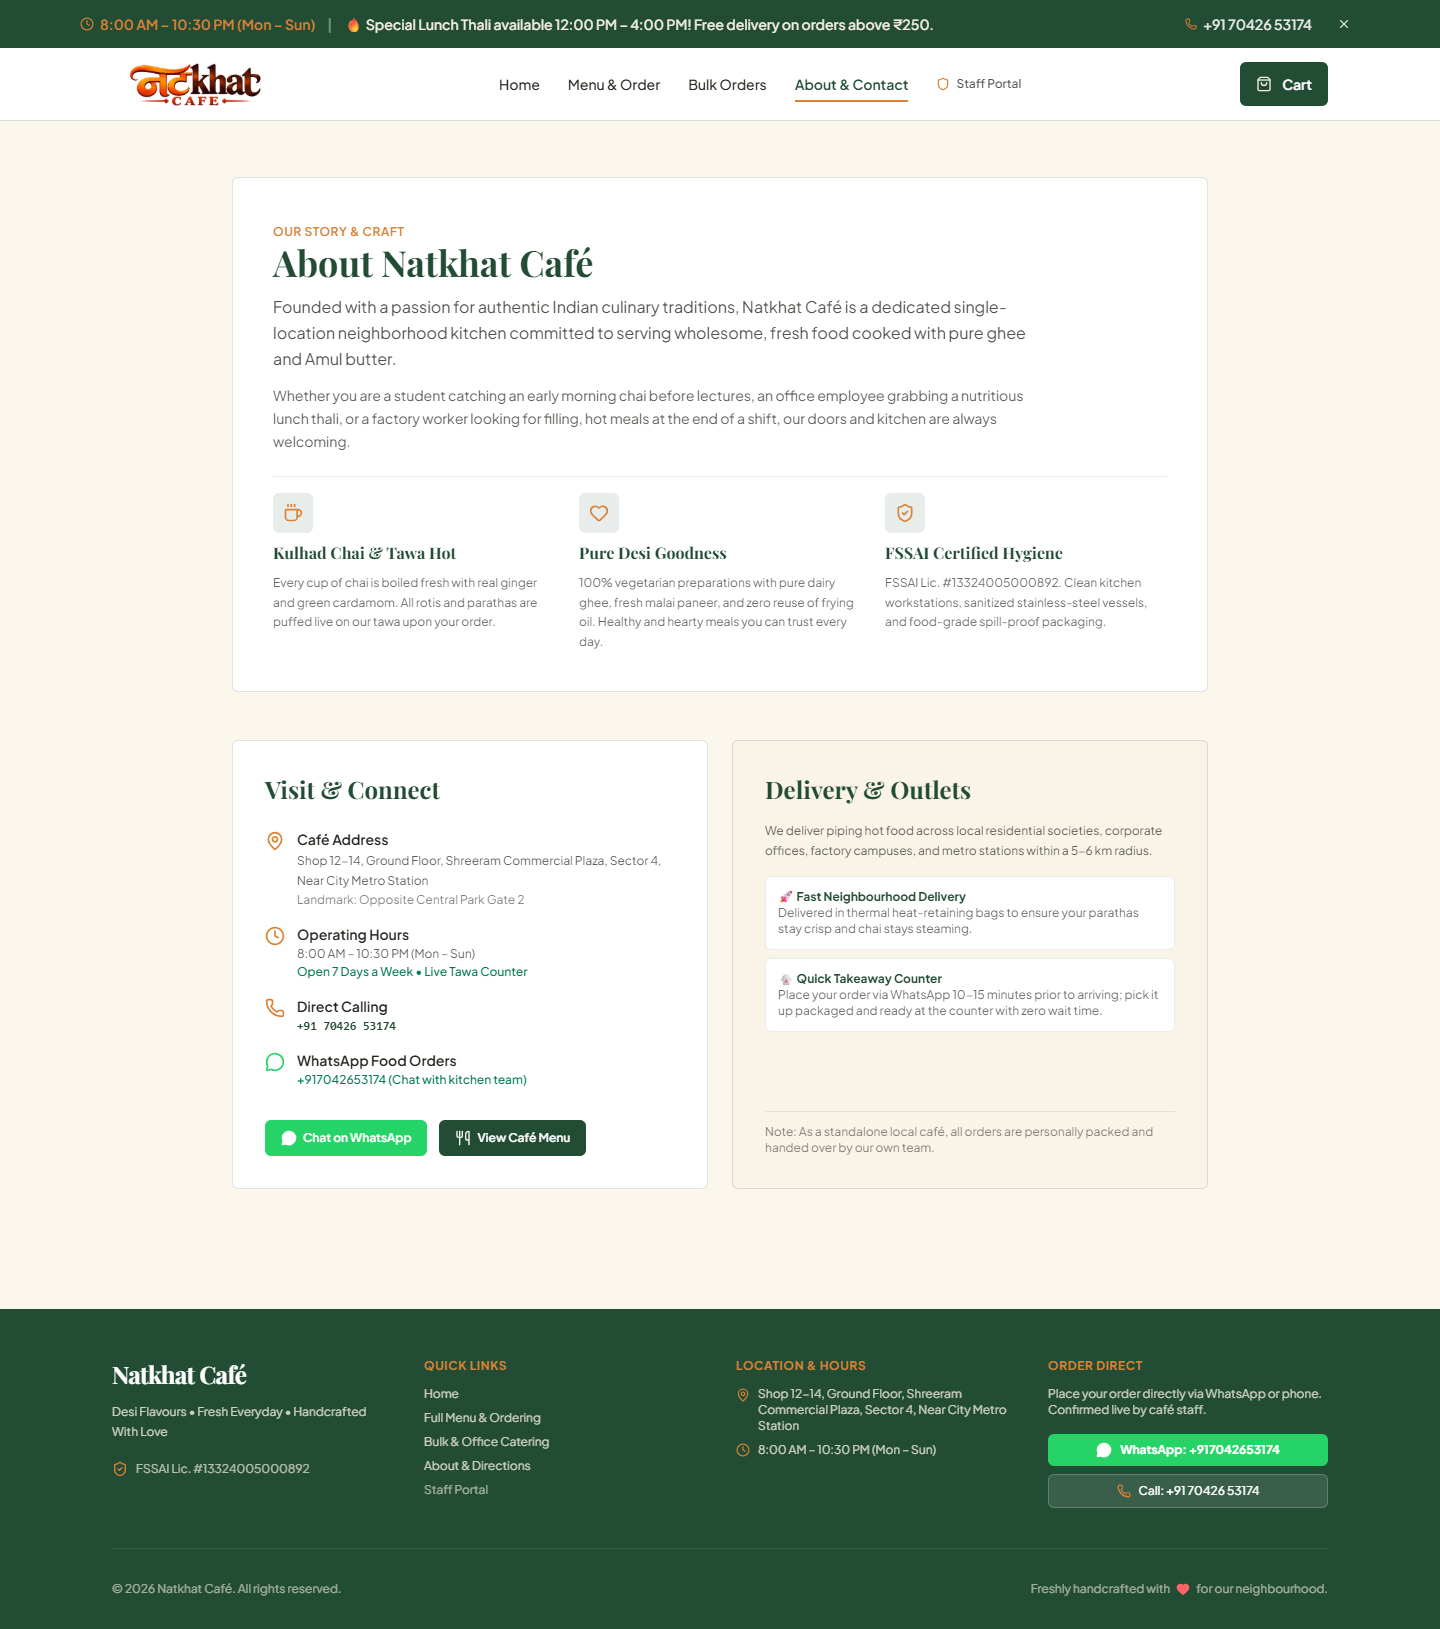 8:00 AM – 10:30 PM (Mon – Sun) | 🔥 Special Lunch Thali available 12:00 PM – 4:00 PM! Free delivery on orders above ₹250. +91 70426 53174
नटkhat
CAFE
Home Menu & Order Bulk Orders About & Contact Staff Portal Cart
OUR STORY & CRAFT
About Natkhat Café
Founded with a passion for authentic Indian culinary traditions, Natkhat Café is a dedicated single-
location neighborhood kitchen committed to serving wholesome, fresh food cooked with pure ghee
and Amul butter.
Whether you are a student catching an early morning chai before lectures, an office employee grabbing a nutritious
lunch thali, or a factory worker looking for filling, hot meals at the end of a shift, our doors and kitchen are always
welcoming.
Kulhad Chai & Tawa Hot
Every cup of chai is boiled fresh with real ginger
and green cardamom. All rotis and parathas are
puffed live on our tawa upon your order.
Pure Desi Goodness
100% vegetarian preparations with pure dairy
ghee, fresh malai paneer, and zero reuse of frying
oil. Healthy and hearty meals you can trust every
day.
FSSAI Certified Hygiene
FSSAI Lic. #13324005000892. Clean kitchen
workstations, sanitized stainless-steel vessels,
and food-grade spill-proof packaging.
Visit & Connect
Café Address
Shop 12-14, Ground Floor, Shreeram Commercial Plaza, Sector 4,
Near City Metro Station
Landmark: Opposite Central Park Gate 2
Operating Hours
8:00 AM – 10:30 PM (Mon – Sun)
Open 7 Days a Week • Live Tawa Counter
Direct Calling
+91 70426 53174
WhatsApp Food Orders
+917042653174 (Chat with kitchen team)
Chat on WhatsApp View Café Menu
Delivery & Outlets
We deliver piping hot food across local residential societies, corporate
offices, factory campuses, and metro stations within a 5–6 km radius.
🚀 Fast Neighbourhood Delivery
Delivered in thermal heat-retaining bags to ensure your parathas
stay crisp and chai stays steaming.
Quick Takeaway Counter
Place your order via WhatsApp 10–15 minutes prior to arriving; pick it
up packaged and ready at the counter with zero wait time.
Note: As a standalone local café, all orders are personally packed and
handed over by our own team.
Natkhat Café
Desi Flavours • Fresh Everyday • Handcrafted
With Love
FSSAI Lic. #13324005000892
QUICK LINKS
Home
Full Menu & Ordering
Bulk & Office Catering
About & Directions
Staff Portal
LOCATION & HOURS
Shop 12-14, Ground Floor, Shreeram
Commercial Plaza, Sector 4, Near City Metro
Station
8:00 AM – 10:30 PM (Mon – Sun)
ORDER DIRECT
Place your order directly via WhatsApp or phone.
Confirmed live by café staff.
WhatsApp: +917042653174
Call: +91 70426 53174
© 2026 Natkhat Café. All rights reserved.
Freshly handcrafted with ❤ for our neighbourhood.